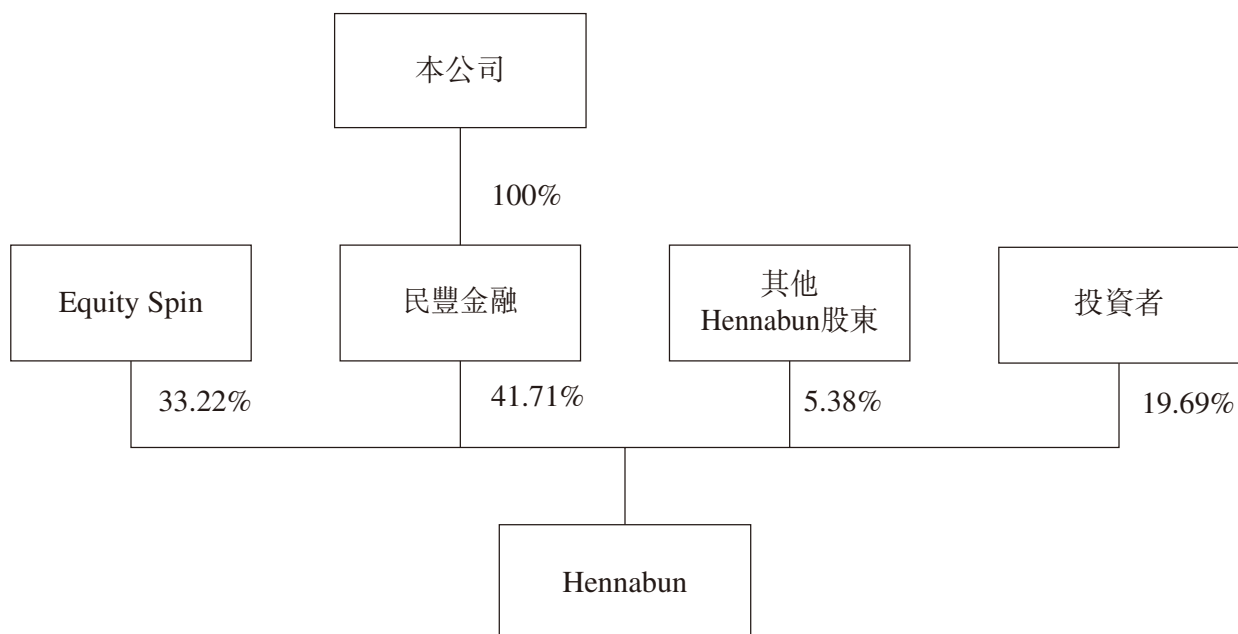 本公司
100%
Equity Spin
民豐金融
其他
Hennabun股東
投資者
33.22%
41.71%
5.38%
19.69%
Hennabun